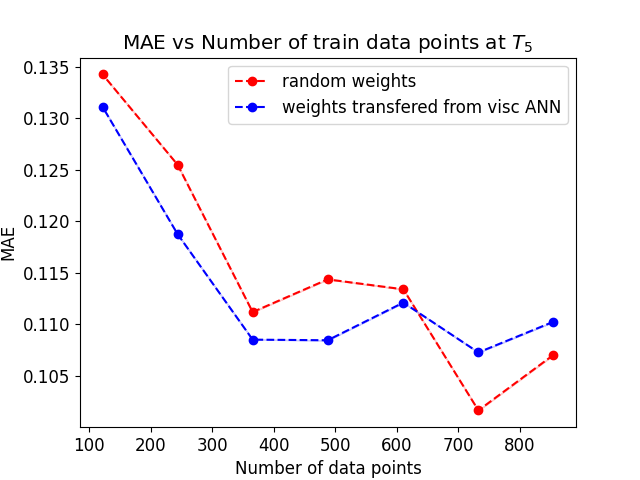 MAE vs Number of train data points at T₅
random weights
weights transfered from visc ANN
0.135
0.130
0.125
0.120
0.115
0.110
0.105
MAE
100 200 300 400 500 600 700 800
Number of data points